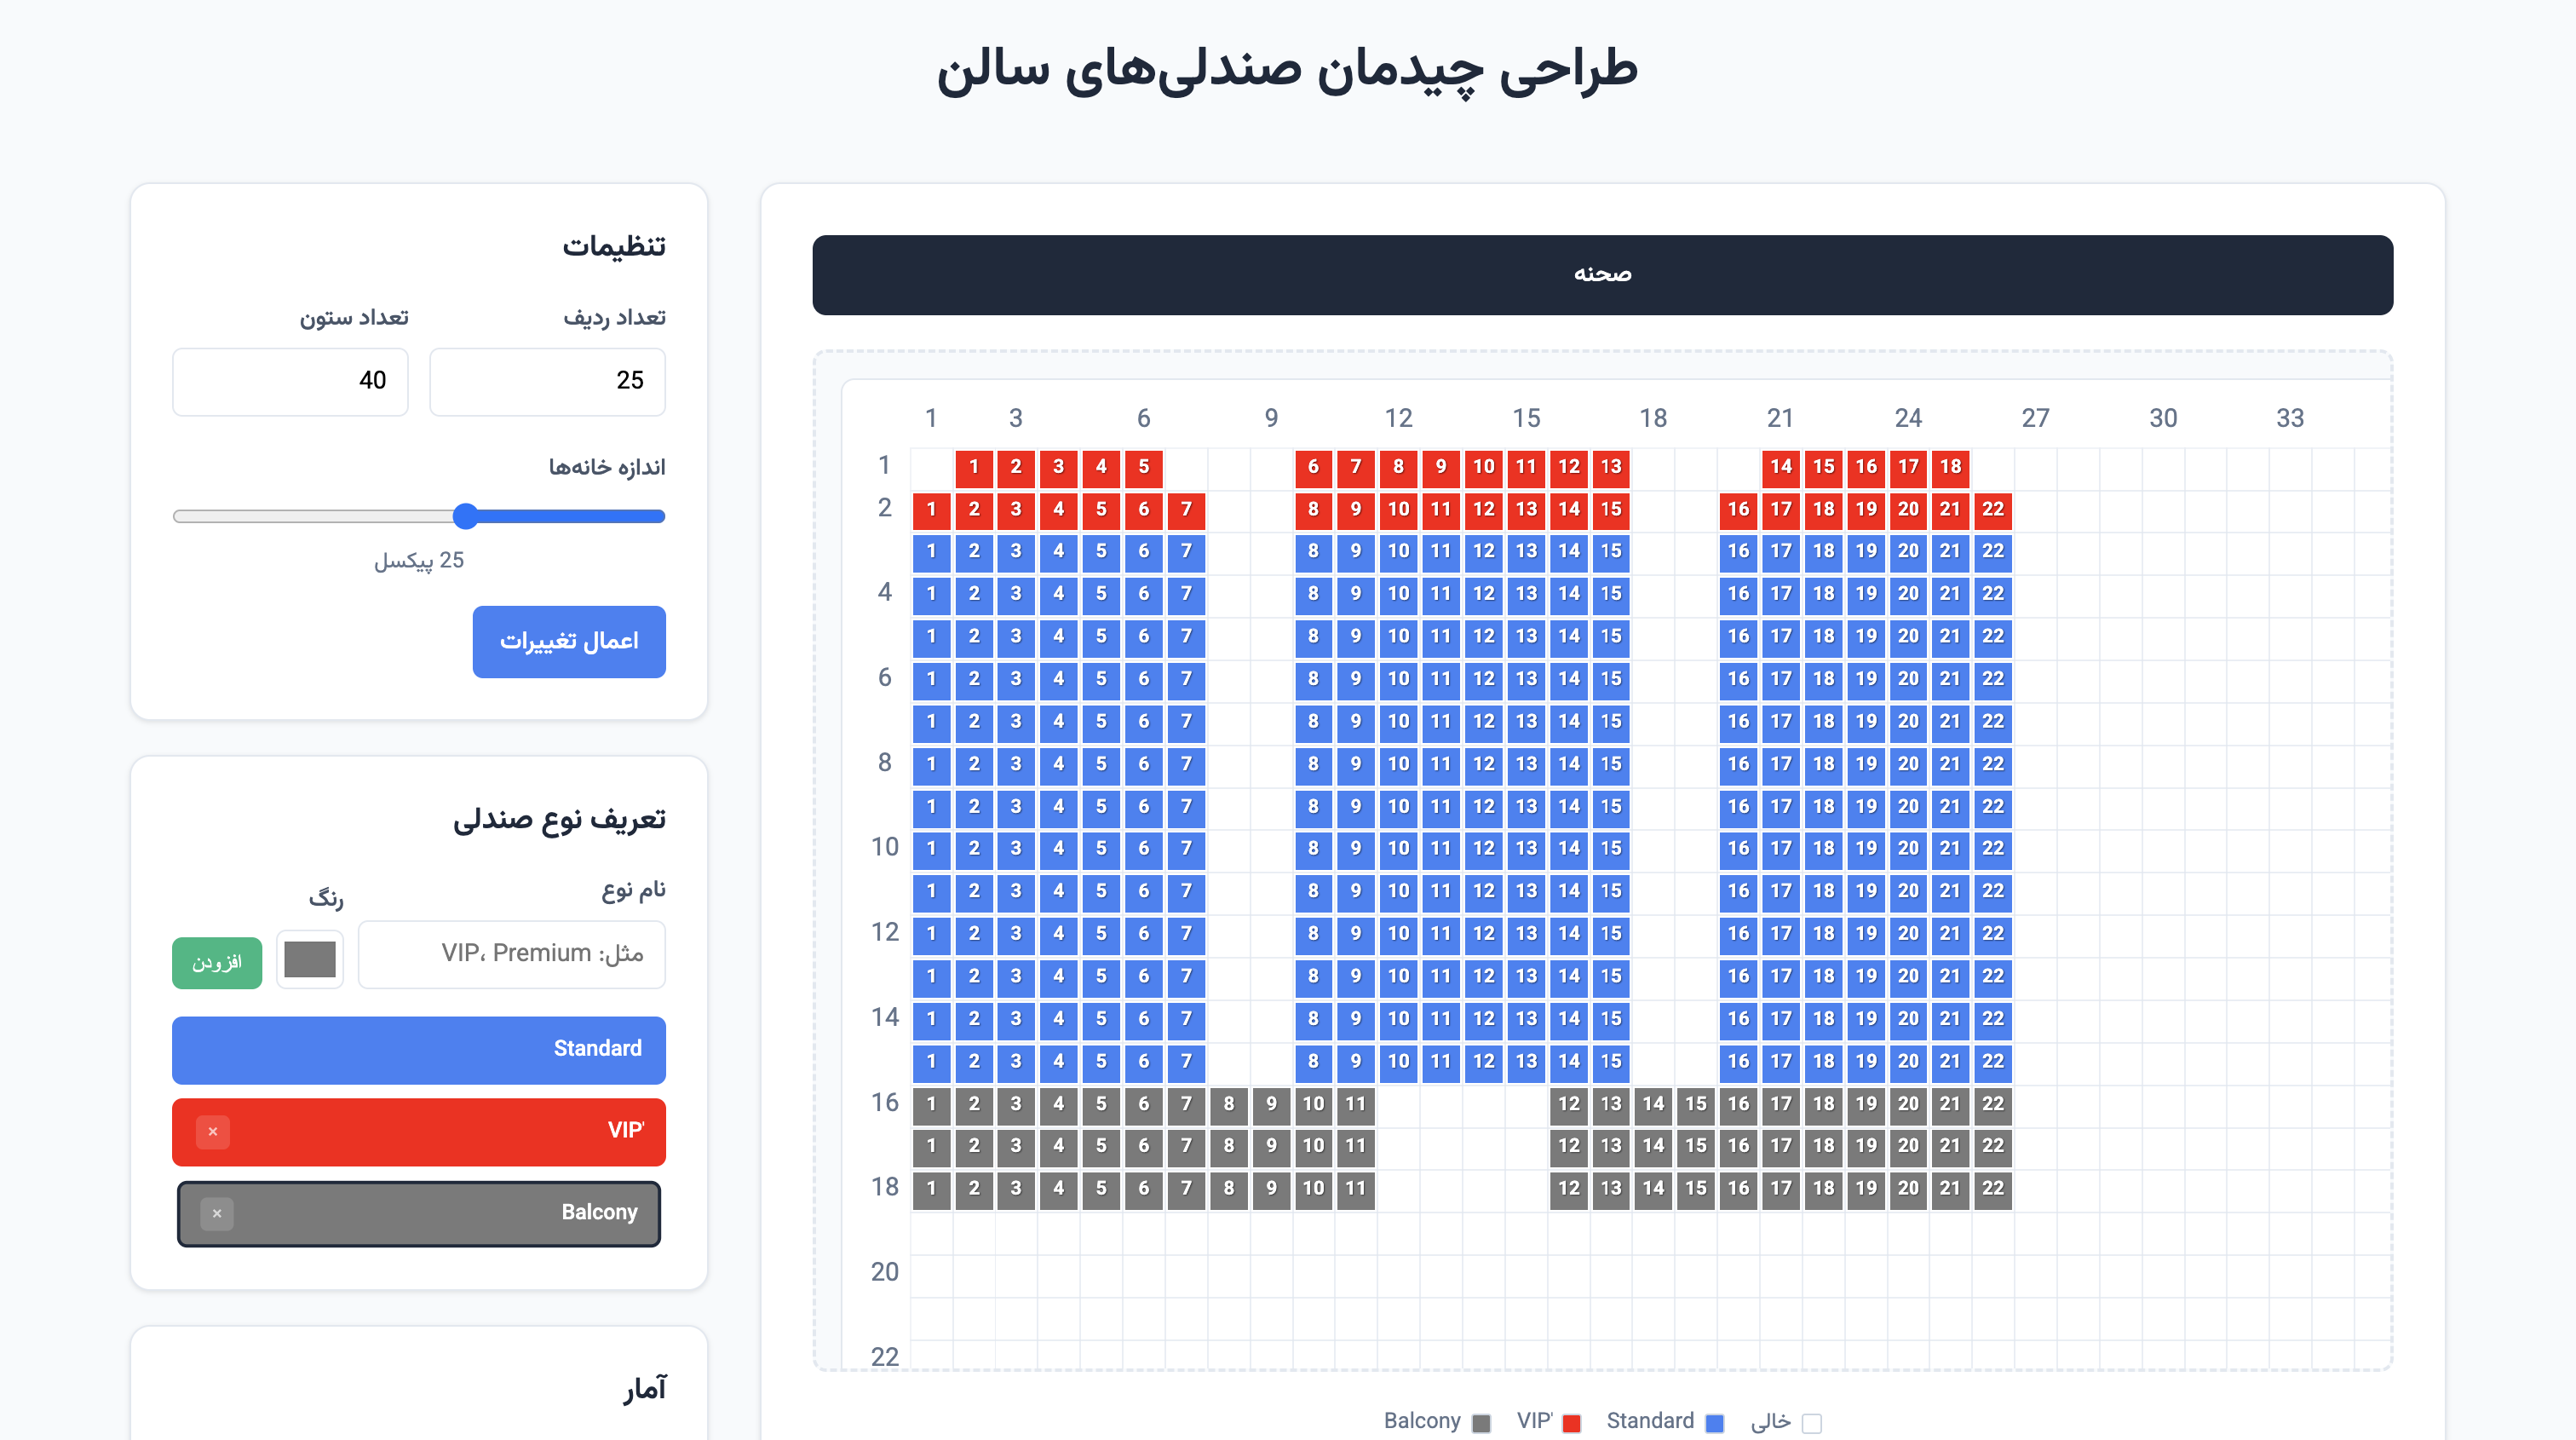 طراحی چیدمان صندلی‌های سالن
صحنه
1 3 6 9 12 15 18 21 24 27 30 33
1 1 2 3 4 5 6 7 8 9 10 11 12 13 14 15 16 17 18
2 1 2 3 4 5 6 7 8 9 10 11 12 13 14 15 16 17 18 19 20 21 22
1 2 3 4 5 6 7 8 9 10 11 12 13 14 15 16 17 18 19 20 21 22
4 1 2 3 4 5 6 7 8 9 10 11 12 13 14 15 16 17 18 19 20 21 22
1 2 3 4 5 6 7 8 9 10 11 12 13 14 15 16 17 18 19 20 21 22
6 1 2 3 4 5 6 7 8 9 10 11 12 13 14 15 16 17 18 19 20 21 22
1 2 3 4 5 6 7 8 9 10 11 12 13 14 15 16 17 18 19 20 21 22
8 1 2 3 4 5 6 7 8 9 10 11 12 13 14 15 16 17 18 19 20 21 22
1 2 3 4 5 6 7 8 9 10 11 12 13 14 15 16 17 18 19 20 21 22
10 1 2 3 4 5 6 7 8 9 10 11 12 13 14 15 16 17 18 19 20 21 22
1 2 3 4 5 6 7 8 9 10 11 12 13 14 15 16 17 18 19 20 21 22
12 1 2 3 4 5 6 7 8 9 10 11 12 13 14 15 16 17 18 19 20 21 22
1 2 3 4 5 6 7 8 9 10 11 12 13 14 15 16 17 18 19 20 21 22
14 1 2 3 4 5 6 7 8 9 10 11 12 13 14 15 16 17 18 19 20 21 22
1 2 3 4 5 6 7 8 9 10 11 12 13 14 15 16 17 18 19 20 21 22
16 1 2 3 4 5 6 7 8 9 10 11 12 13 14 15 16 17 18 19 20 21 22
1 2 3 4 5 6 7 8 9 10 11 12 13 14 15 16 17 18 19 20 21 22
18 1 2 3 4 5 6 7 8 9 10 11 12 13 14 15 16 17 18 19 20 21 22
20
22
خالی Standard VIP' Balcony
تنظیمات
تعداد ردیف تعداد ستون
25 40
اندازه خانه‌ها
25 پیکسل
اعمال تغییرات
تعریف نوع صندلی
نام نوع رنگ
مثل: VIP، Premium افزودن
Standard
VIP' ×
Balcony ×
آمار